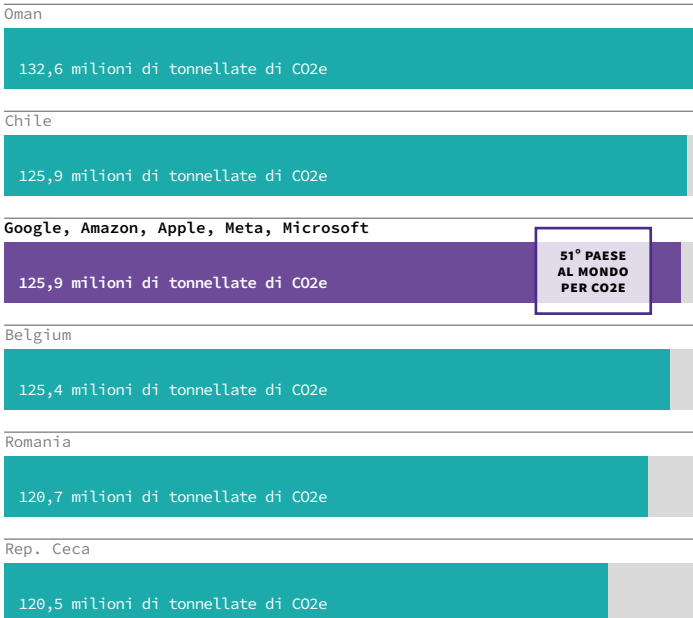 Oman
132,6 milioni di tonnellate di CO2e
Chile
125,9 milioni di tonnellate di CO2e
Google, Amazon, Apple, Meta, Microsoft
125,9 milioni di tonnellate di CO2e
51° PAESE
AL MONDO
PER CO2E
Belgium
125,4 milioni di tonnellate di CO2e
Romania
120,7 milioni di tonnellate di CO2e
Rep. Ceca
120,5 milioni di tonnellate di CO2e